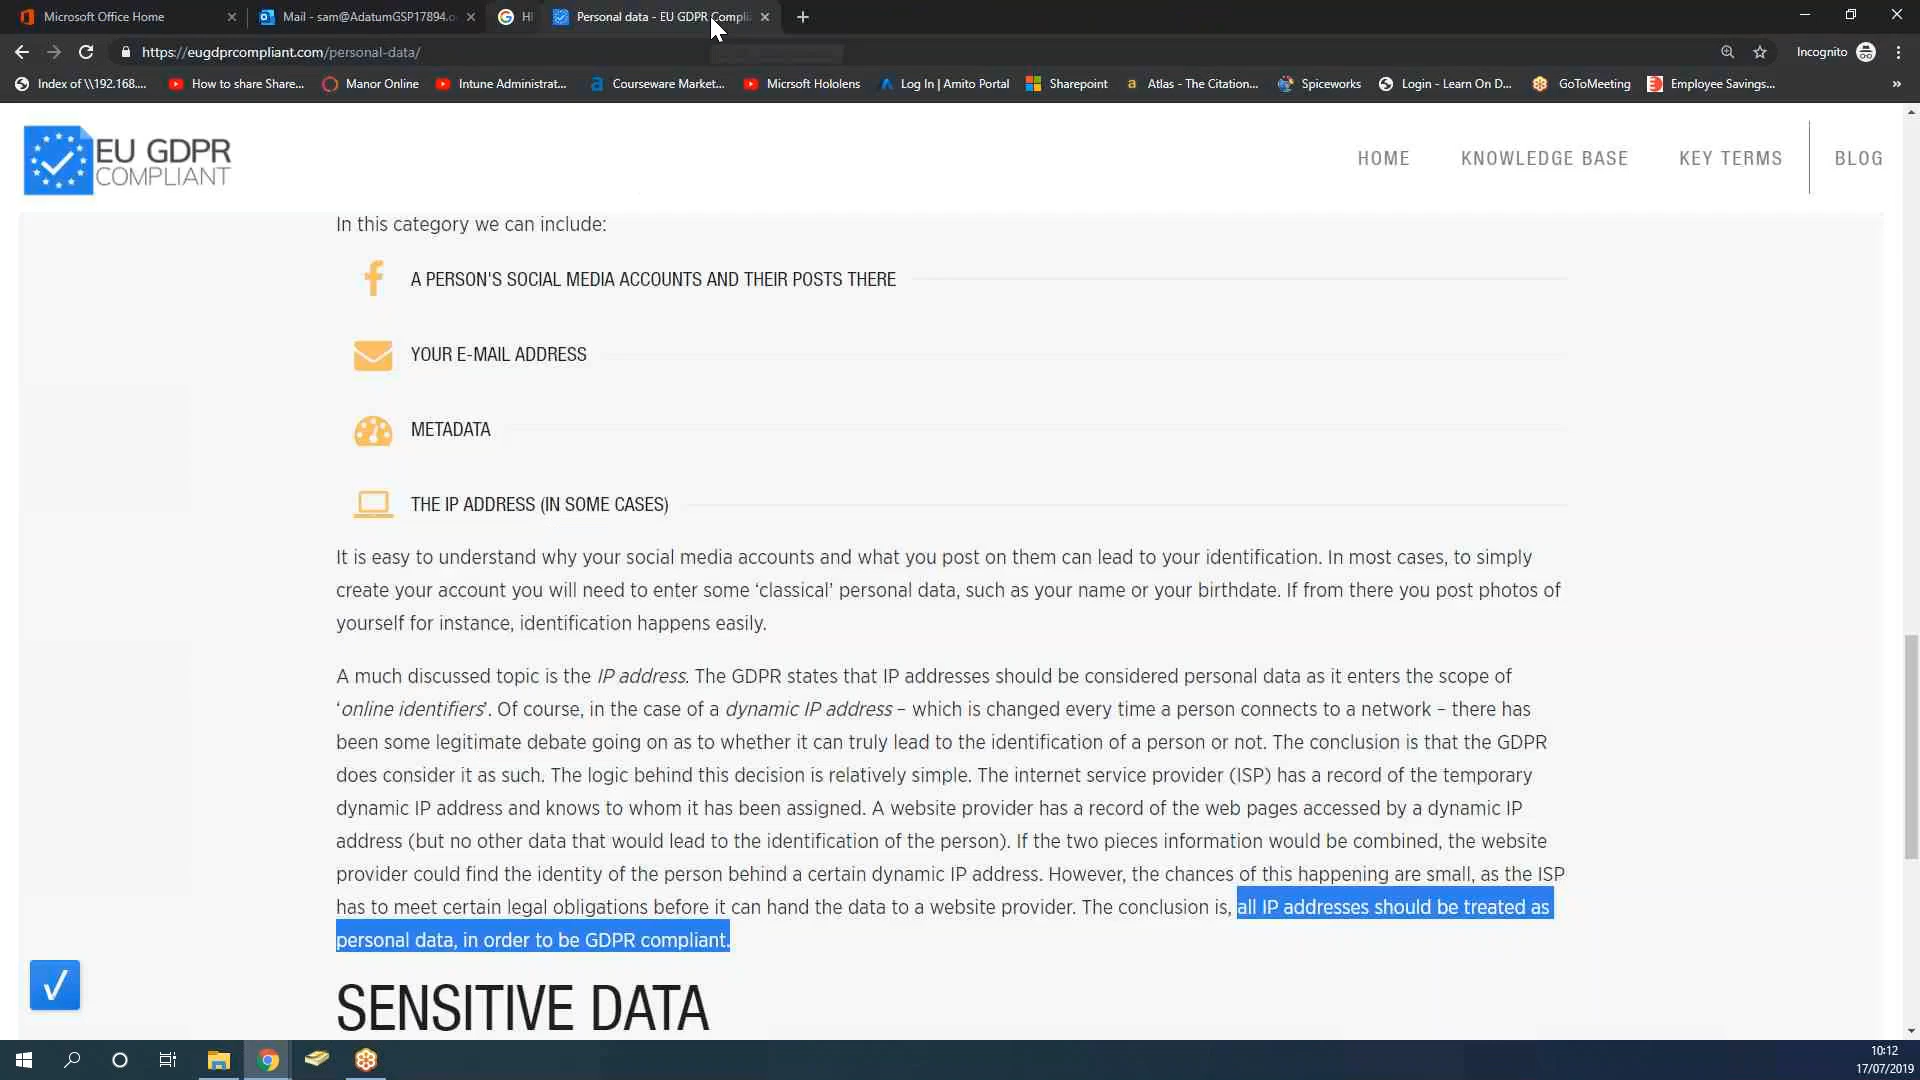 Microsoft Office Home
Mail - sam@AdatumGSP17894.o
Personal data - EU GDPR Compli
https://eugdprcompliant.com/personal-data/
Incognito
Index of \\192.168.... How to share Share... Manor Online Intune Administrat... Courseware Market... Microsoft Hololens Log In | Amito Portal Sharepoint Atlas - The Citation... Spiceworks Login - Learn On D... GoToMeeting Employee Savings... »
EU GDPR
COMPLIANT
HOME KNOWLEDGE BASE KEY TERMS BLOG
In this category we can include:
A PERSON'S SOCIAL MEDIA ACCOUNTS AND THEIR POSTS THERE
YOUR E-MAIL ADDRESS
METADATA
THE IP ADDRESS (IN SOME CASES)
It is easy to understand why your social media accounts and what you post on them can lead to your identification. In most cases, to simply
create your account you will need to enter some ‘classical’ personal data, such as your name or your birthdate. If from there you post photos of
yourself for instance, identification happens easily.
A much discussed topic is the IP address. The GDPR states that IP addresses should be considered personal data as it enters the scope of
‘online identifiers’. Of course, in the case of a dynamic IP address – which is changed every time a person connects to a network – there has
been some legitimate debate going on as to whether it can truly lead to the identification of a person or not. The conclusion is that the GDPR
does consider it as such. The logic behind this decision is relatively simple. The internet service provider (ISP) has a record of the temporary
dynamic IP address and knows to whom it has been assigned. A website provider has a record of the web pages accessed by a dynamic IP
address (but no other data that would lead to the identification of the person). If the two pieces information would be combined, the website
provider could find the identity of the person behind a certain dynamic IP address. However, the chances of this happening are small, as the ISP
has to meet certain legal obligations before it can hand the data to a website provider. The conclusion is, all IP addresses should be treated as
personal data, in order to be GDPR compliant.
SENSITIVE DATA
10:12
17/07/2019